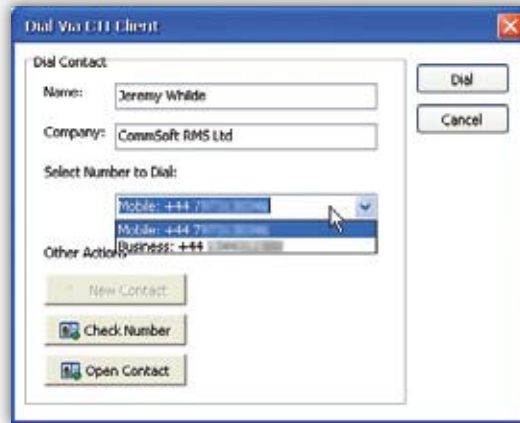 Dial Via CTI Client
Dial Contact
Name: Jeremy Whilde
Company: CommSoft RMS Ltd
Select Number to Dial:
Mobile: +44 7
Mobile: +44 7
Business: +44
Other Action
New Contact
Check Number
Open Contact
Dial
Cancel